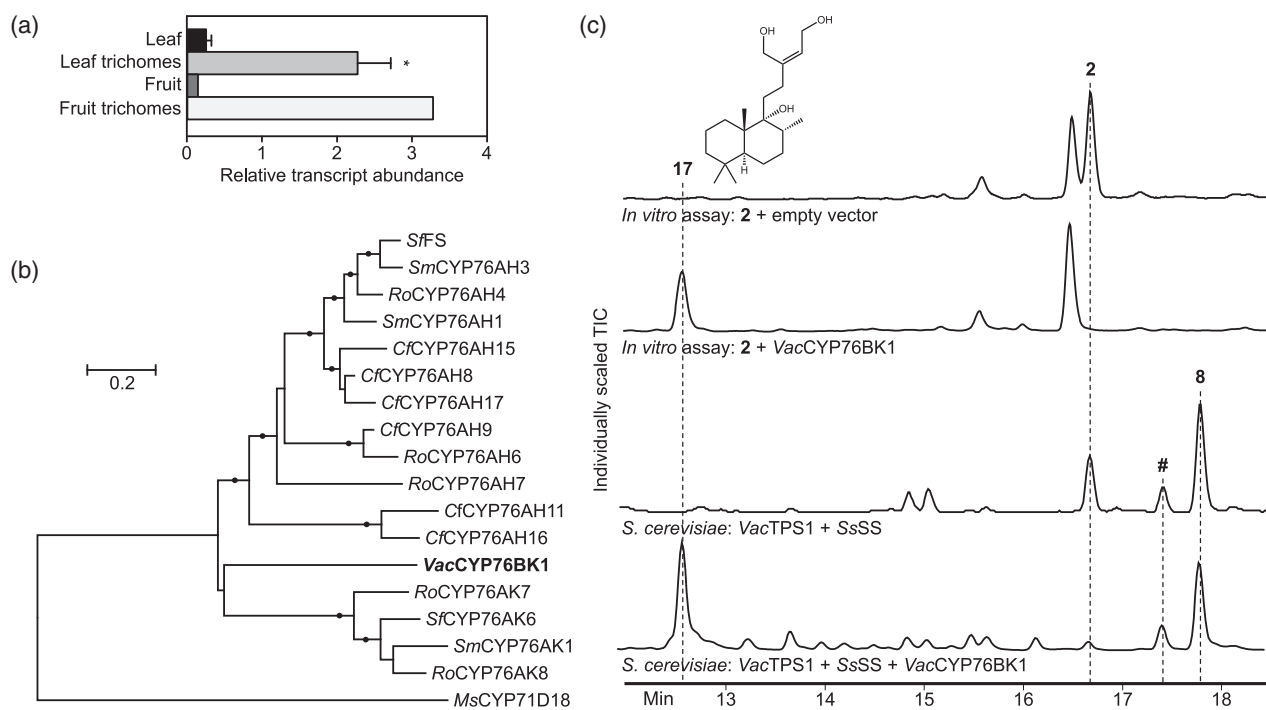 (a)
Leaf
Leaf trichomes
*
Fruit
Fruit trichomes
0 1 2 3 4
Relative transcript abundance
(b)
0.2
SfFS
SmCYP76AH3
RoCYP76AH4
SmCYP76AH1
CfCYP76AH15
CfCYP76AH8
CfCYP76AH17
CfCYP76AH9
RoCYP76AH6
RoCYP76AH7
CfCYP76AH11
CfCYP76AH16
VacCYP76BK1
RoCYP76AK7
SfCYP76AK6
SmCYP76AK1
RoCYP76AK8
MsCYP71D18
(c)
OH
OH
OH
H
17
2
In vitro assay: 2 + empty vector
In vitro assay: 2 + VacCYP76BK1
8
#
S. cerevisiae: VacTPS1 + SsSS
S. cerevisiae: VacTPS1 + SsSS + VacCYP76BK1
Individually scaled TIC
Min 13 14 15 16 17 18